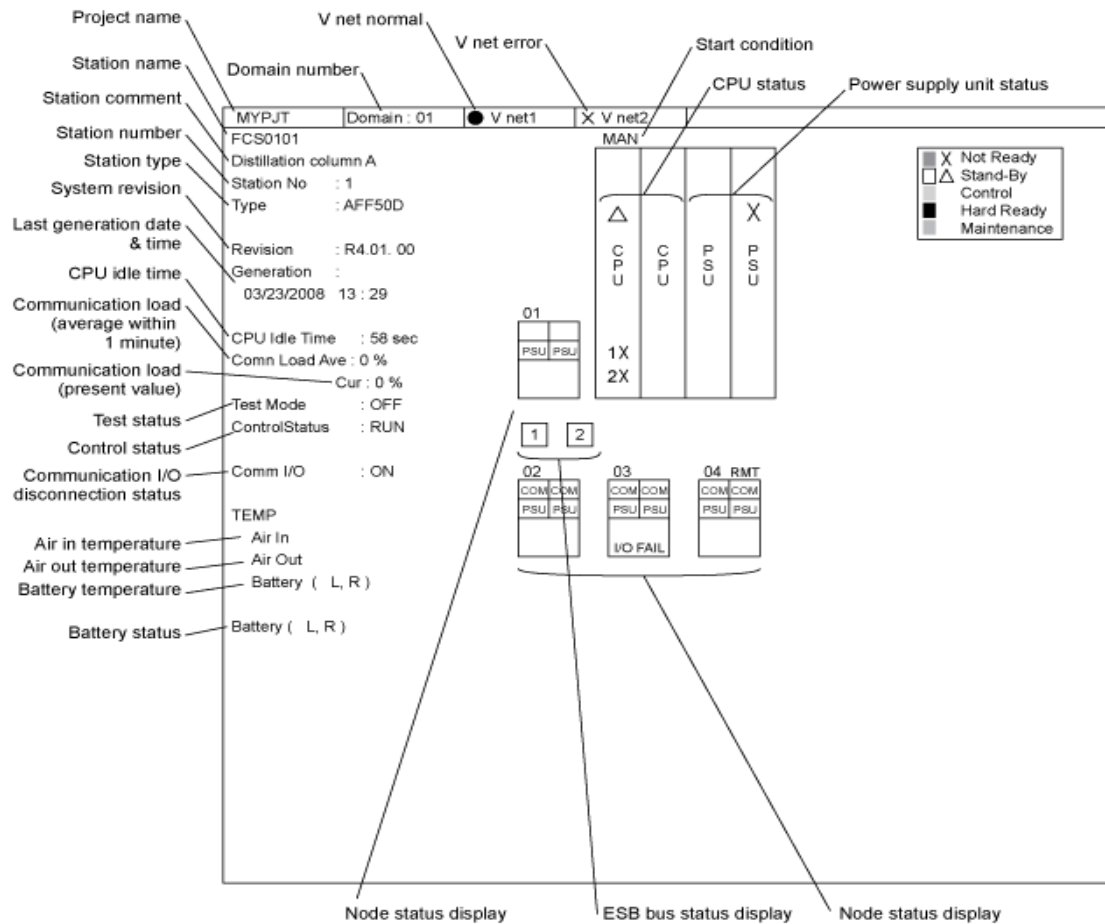 Project name
V net normal
V net error
Start condition
Station name
Domain number
CPU status
Power supply unit status
Station comment
Station number
Station type
System revision
Last generation date
& time
CPU idle time
Communication load
(average within
1 minute)
Communication load
(present value)
Test status
Control status
Communication I/O
disconnection status
Air in temperature
Air out temperature
Battery temperature
Battery status
MYPJT
Domain : 01
● V net1
X V net2
FCS0101
MAN
Distillation column A
Station No : 1
Type : AFF50D
Revision : R4.01. 00
Generation :
03/23/2008 13 : 29
CPU Idle Time : 58 sec
Comn Load Ave : 0 %
Cur : 0 %
Test Mode : OFF
ControlStatus : RUN
Comm I/O : ON
TEMP
Air In
Air Out
Battery ( L, R )
Battery ( L, R )
△
CPU
1X
2X
CPU
PSU
X
PSU
X Not Ready
△ Stand-By
Control
Hard Ready
Maintenance
01
PSU PSU
1 2
02
COM COM
PSU PSU
03
COM COM
PSU PSU
I/O FAIL
04 RMT
COM COM
PSU PSU
Node status display
ESB bus status display
Node status display